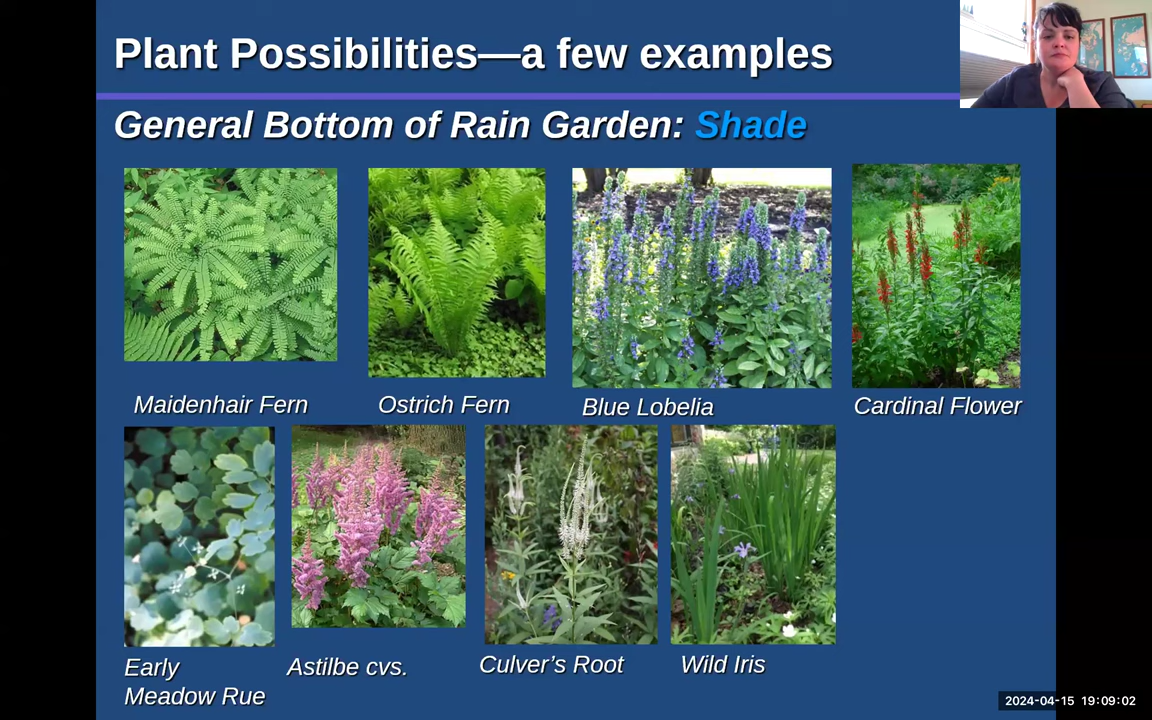 Plant Possibilities—a few examples
General Bottom of Rain Garden: Shade
Maidenhair Fern
Ostrich Fern
Blue Lobelia
Cardinal Flower
Early
Meadow Rue
Astilbe cvs.
Culver’s Root
Wild Iris
2024-04-15 19:09:02